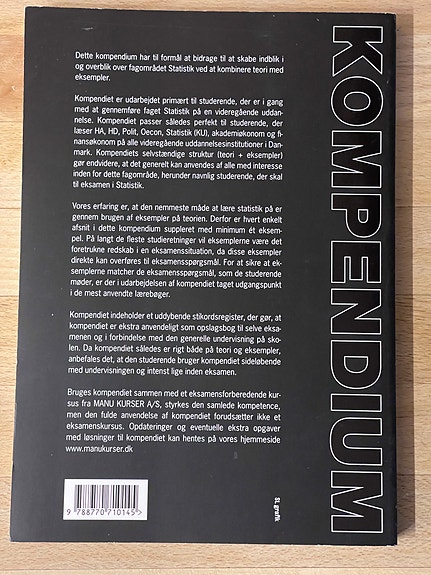 Dette kompendium har til formål at bidrage til at skabe indblik i
og overblik over fagområdet Statistik ved at kombinere teori med
eksempler.
Kompendiet er udarbejdet primært til studerende, der er i gang
med at gennemføre faget Statistik på en videregående uddan-
nelse. Kompendiet passer således perfekt til studerende, der
læser HA, HD, Polit, Oecon, Statistik (KU), akademiøkonom og fi-
nansøkonom på alle videregående uddannelsesinstitutioner i Dan-
mark. Kompendiets selvstændige struktur (teori + eksempler)
gør endvidere, at det generelt kan anvendes af alle med interesse
inden for dette fagområde, herunder navnlig studerende, der skal
til eksamen i Statistik.
Vores erfaring er, at den nemmeste måde at lære statistik på er
gennem brugen af eksempler på teorien. Derfor er hvert enkelt
afsnit i dette kompendium suppleret med minimum ét eksem-
pel. På langt de fleste studieretninger vil eksemplerne være det
foretrukne redskab i en eksamenssituation, da disse eksempler
direkte kan overføres til eksamensspørgsmål. For at sikre at ek-
semplerne matcher de eksamensspørgsmål, som de studerende
møder, er der i udarbejdelsen af kompendiet taget udgangspunkt
i de mest anvendte lærebøger.
Kompendiet indeholder et uddybende stikordsregister, der gør, at
kompendiet er ekstra anvendeligt som opslagsbog til selve eksa-
menen og i forbindelse med den generelle undervisning på sko-
len. Da kompendiet således er rigt både på teori og eksempler,
anbefales det, at den studerende bruger kompendiet sideløbende
med undervisningen og intenst lige inden eksamen.
Bruges kompendiet sammen med et eksamensforberedende kur-
sus fra MANU KURSER A/S, styrkes den samlede kompetence,
men den fulde anvendelse af kompendiet forudsætter ikke et
eksamenskursus. Opdateringer og eventuelle ekstra opgaver
med løsninger til kompendiet kan hentes på vores hjemmeside
www.manukurser.dk
9 788770 710145 >
SL grafik
KOMPENDIUM